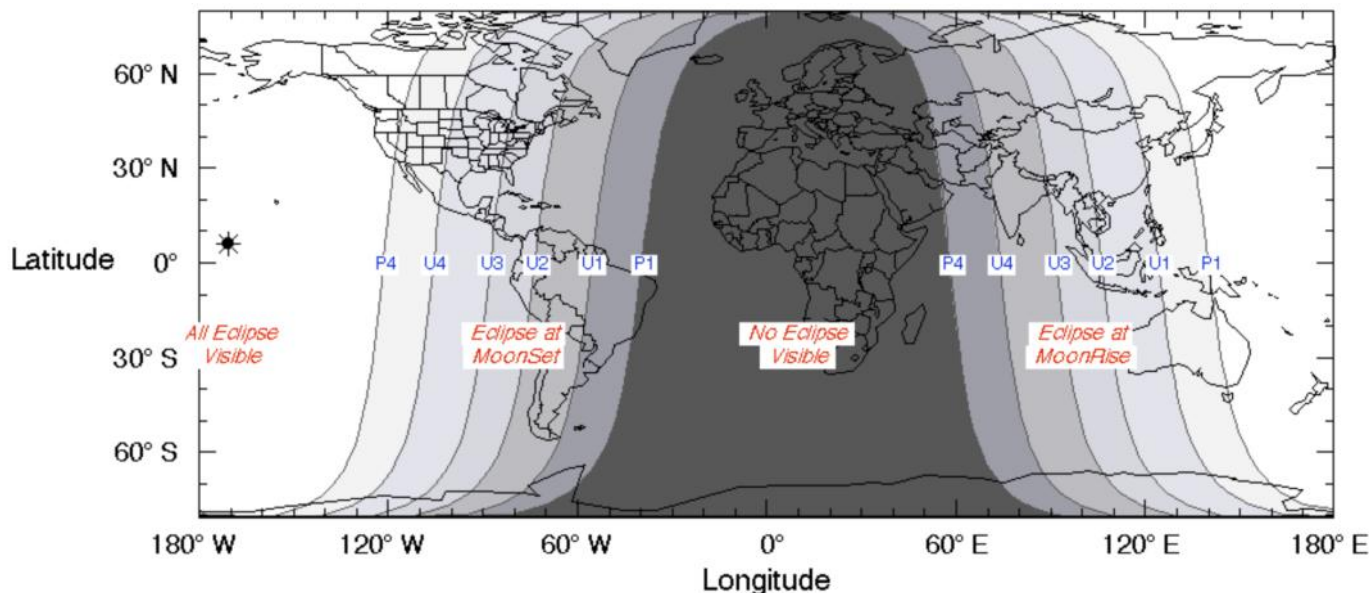 60° N
30° N
Latitude 0°
P4 U4 U3 U2 U1 P1 P4 U4 U3 U2 U1 P1
All Eclipse
Visible
Eclipse at
MoonSet
No Eclipse
Visible
Eclipse at
MoonRise
30° S
60° S
180° W 120° W 60° W 0° 60° E 120° E 180° E
Longitude